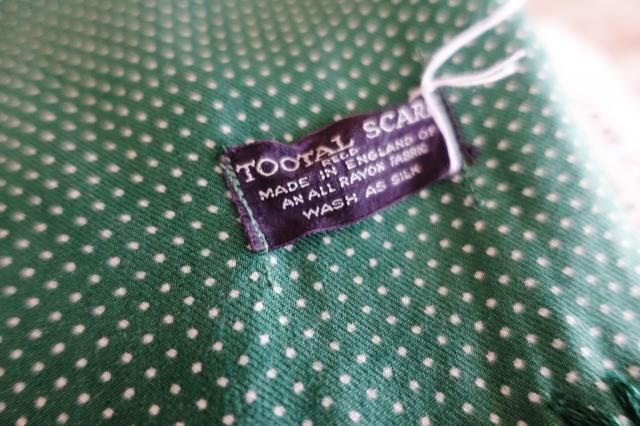 TOOTAL SCAR
REGD
MADE IN ENGLAND OF
AN ALL RAYON FABRIC
WASH AS SILK